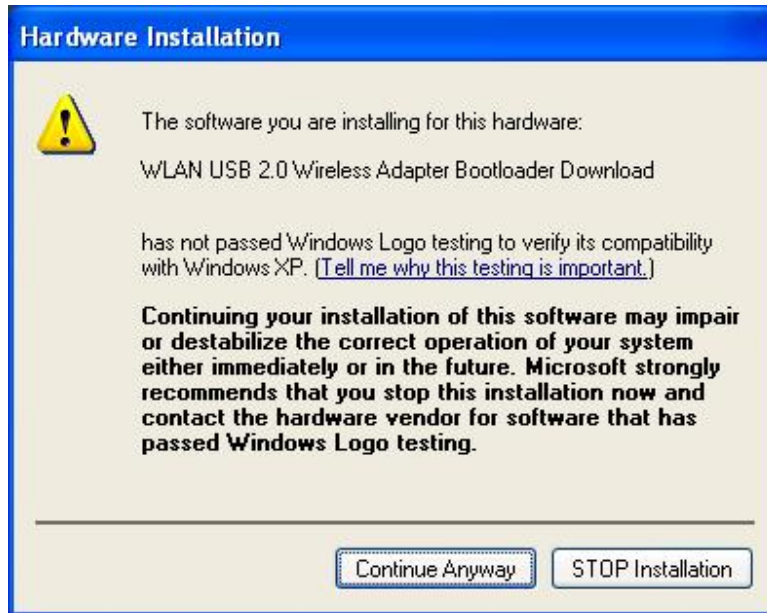 Hardware Installation
The software you are installing for this hardware:
WLAN USB 2.0 Wireless Adapter Bootloader Download
has not passed Windows Logo testing to verify its compatibility
with Windows XP. (Tell me why this testing is important.)
Continuing your installation of this software may impair
or destabilize the correct operation of your system
either immediately or in the future. Microsoft strongly
recommends that you stop this installation now and
contact the hardware vendor for software that has
passed Windows Logo testing.
Continue Anyway
STOP Installation